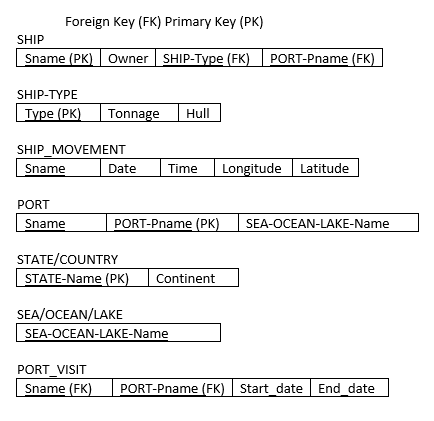 Foreign Key (FK) Primary Key (PK)
SHIP
Sname (PK) Owner SHIP-Type (FK) PORT-Pname (FK)
SHIP-TYPE
Type (PK) Tonnage Hull
SHIP_MOVEMENT
Sname Date Time Longitude Latitude
PORT
Sname PORT-Pname (PK) SEA-OCEAN-LAKE-Name
STATE/COUNTRY
STATE-Name (PK) Continent
SEA/OCEAN/LAKE
SEA-OCEAN-LAKE-Name
PORT_VISIT
Sname (FK) PORT-Pname (FK) Start_date End_date